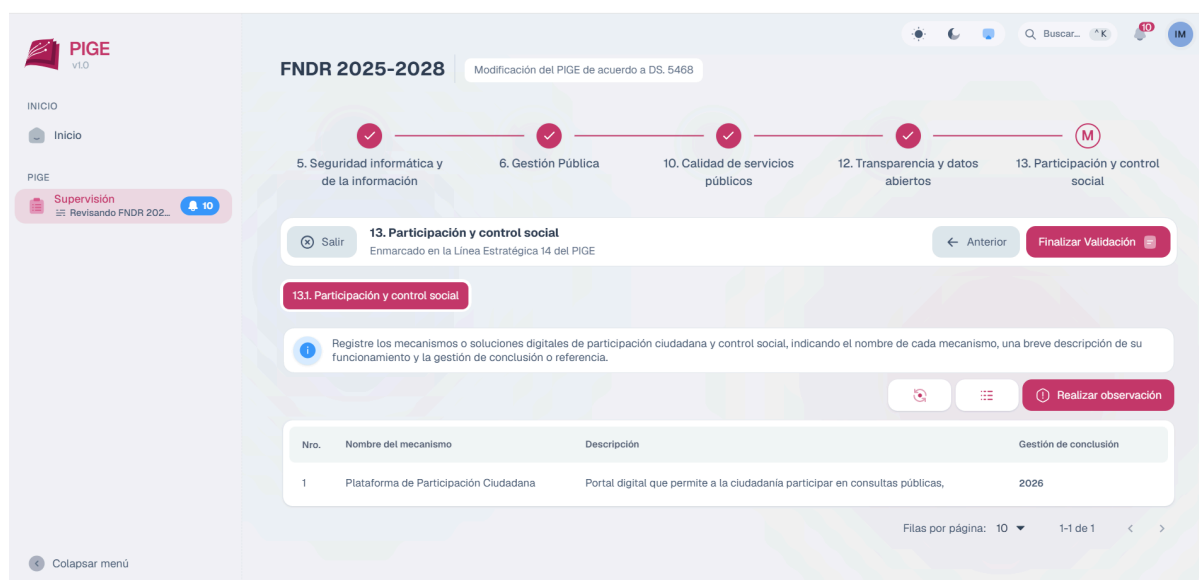 PIGE
v1.0
Buscar... ^K
10
IM
FNDR 2025-2028
Modificación del PIGE de acuerdo a DS. 5468
INICIO
Inicio
PIGE
Supervisión
Revisando FNDR 202...
10
M
5. Seguridad informática y
de la información
6. Gestión Pública
10. Calidad de servicios
públicos
12. Transparencia y datos
abiertos
13. Participación y control
social
Salir
13. Participación y control social
Enmarcado en la Línea Estratégica 14 del PIGE
Anterior
Finalizar Validación
13.1. Participación y control social
Registre los mecanismos o soluciones digitales de participación ciudadana y control social, indicando el nombre de cada mecanismo, una breve descripción de su
funcionamiento y la gestión de conclusión o referencia.
Realizar observación
Nro. Nombre del mecanismo Descripción Gestión de conclusión
1 Plataforma de Participación Ciudadana Portal digital que permite a la ciudadanía participar en consultas públicas, 2026
Filas por página: 10 1-1 de 1
Colapsar menú